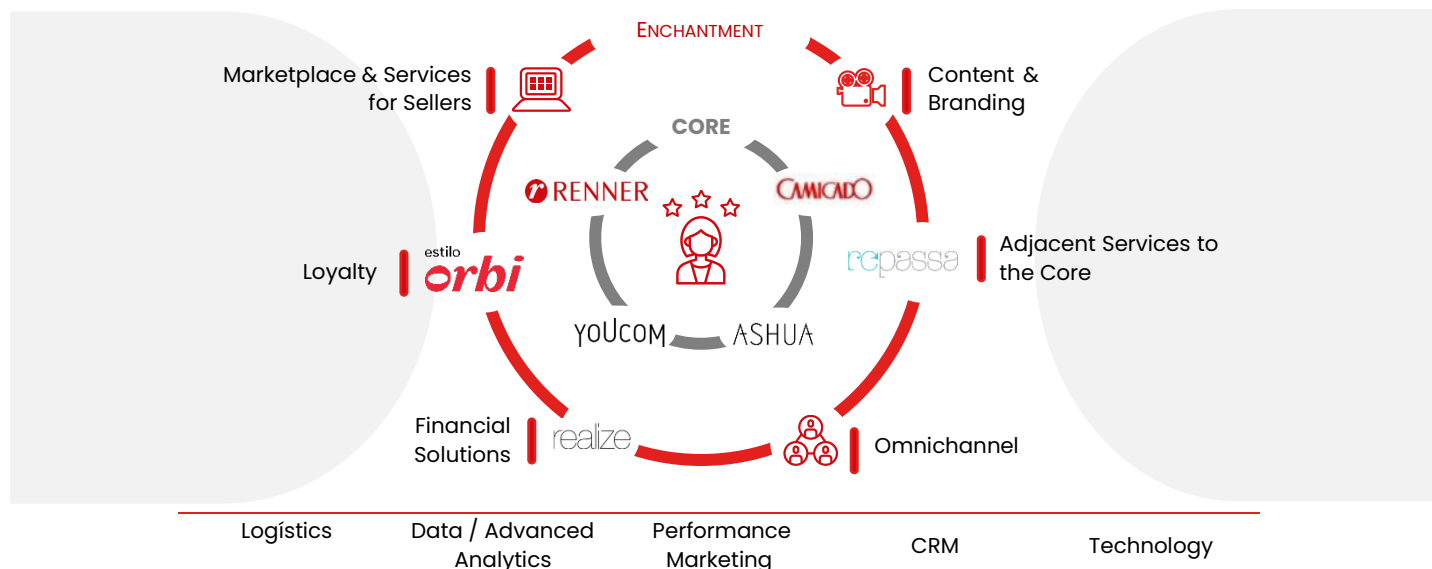 ENCHANTMENT
Marketplace & Services
for Sellers
Content &
Branding
CORE
RENNER
CAMICADO
Loyalty
estilo
orbi
repassa
Adjacent Services to
the Core
YOUCOM
ASHUA
Financial
Solutions
realize
Omnichannel
Logístics
Data / Advanced
Analytics
Performance
Marketing
CRM
Technology